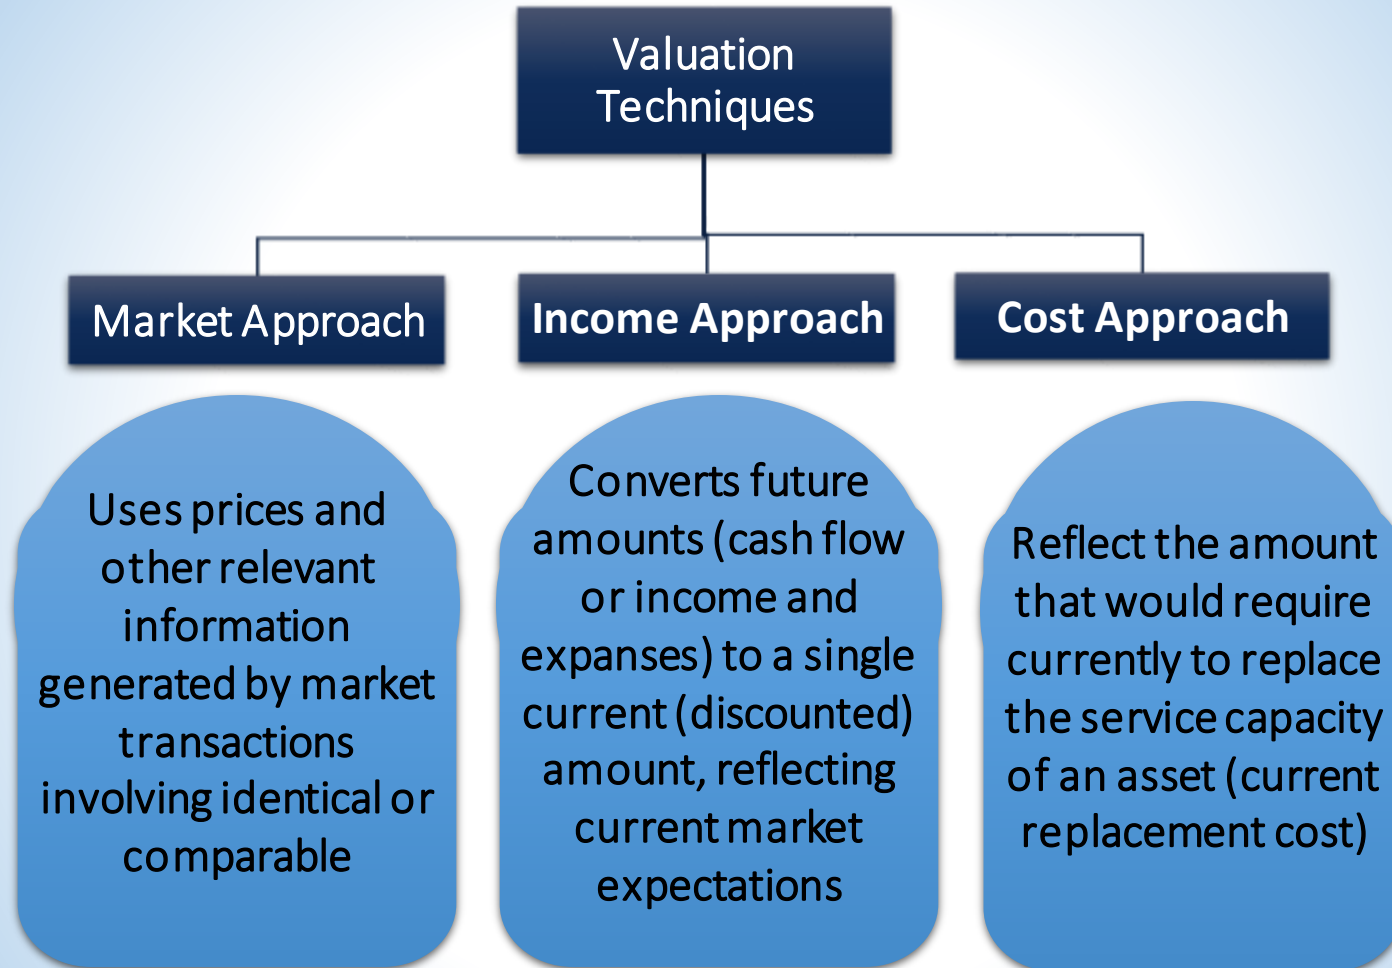 Valuation
Techniques
Market Approach
Income Approach
Cost Approach
Uses prices and
other relevant
information
generated by market
transactions
involving identical or
comparable
Converts future
amounts (cash flow
or income and
expanses) to a single
current (discounted)
amount, reflecting
current market
expectations
Reflect the amount
that would require
currently to replace
the service capacity
of an asset (current
replacement cost)